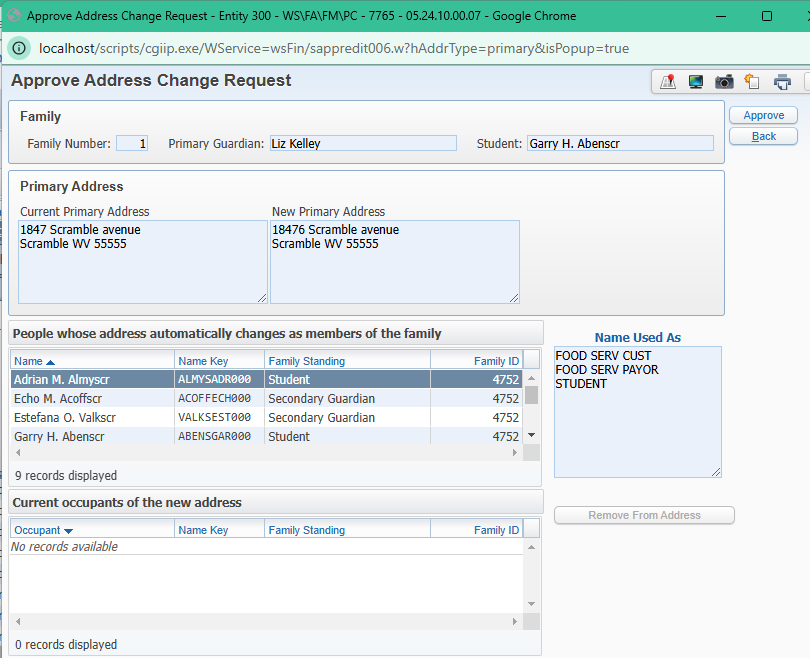 Approve Address Change Request - Entity 300 - WS\FA\FM\PC - 7765 - 05.24.10.00.07 - Google Chrome
localhost/scripts/cgiip.exe/WService=wsFin/sappredit006.w?hAddrType=primary&isPopup=true
Approve Address Change Request
Family
Family Number: 1 Primary Guardian: Liz Kelley Student: Garry H. Abenscr
Approve
Back
Primary Address
Current Primary Address New Primary Address
1847 Scramble avenue 18476 Scramble avenue
Scramble WV 55555 Scramble WV 55555
People whose address automatically changes as members of the family
Name Name Key Family Standing Family ID
Adrian M. Almyscr ALMYSADR000 Student 4752
Echo M. Acoffscr ACOFFECH000 Secondary Guardian 4752
Estefana O. Valkscr VALKSEST000 Secondary Guardian 4752
Garry H. Abenscr ABENSGAR000 Student 4752
9 records displayed
Name Used As
FOOD SERV CUST
FOOD SERV PAYOR
STUDENT
Remove From Address
Current occupants of the new address
Occupant Name Key Family Standing Family ID
No records available
0 records displayed